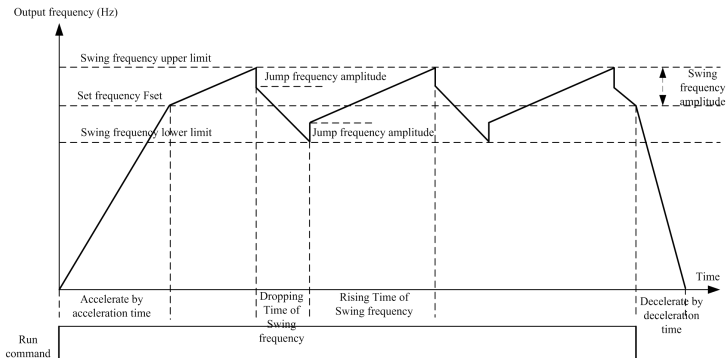 Output frequency (Hz)
Swing frequency upper limit
Jump frequency amplitude
Swing
frequency
amplitude
Set frequency Fset
Swing frequency lower limit
Jump frequency amplitude
Time
Accelerate by
acceleration time
Dropping
Time of
Swing
frequency
Rising Time of
Swing frequency
Decelerate by
deceleration
time
Run
command